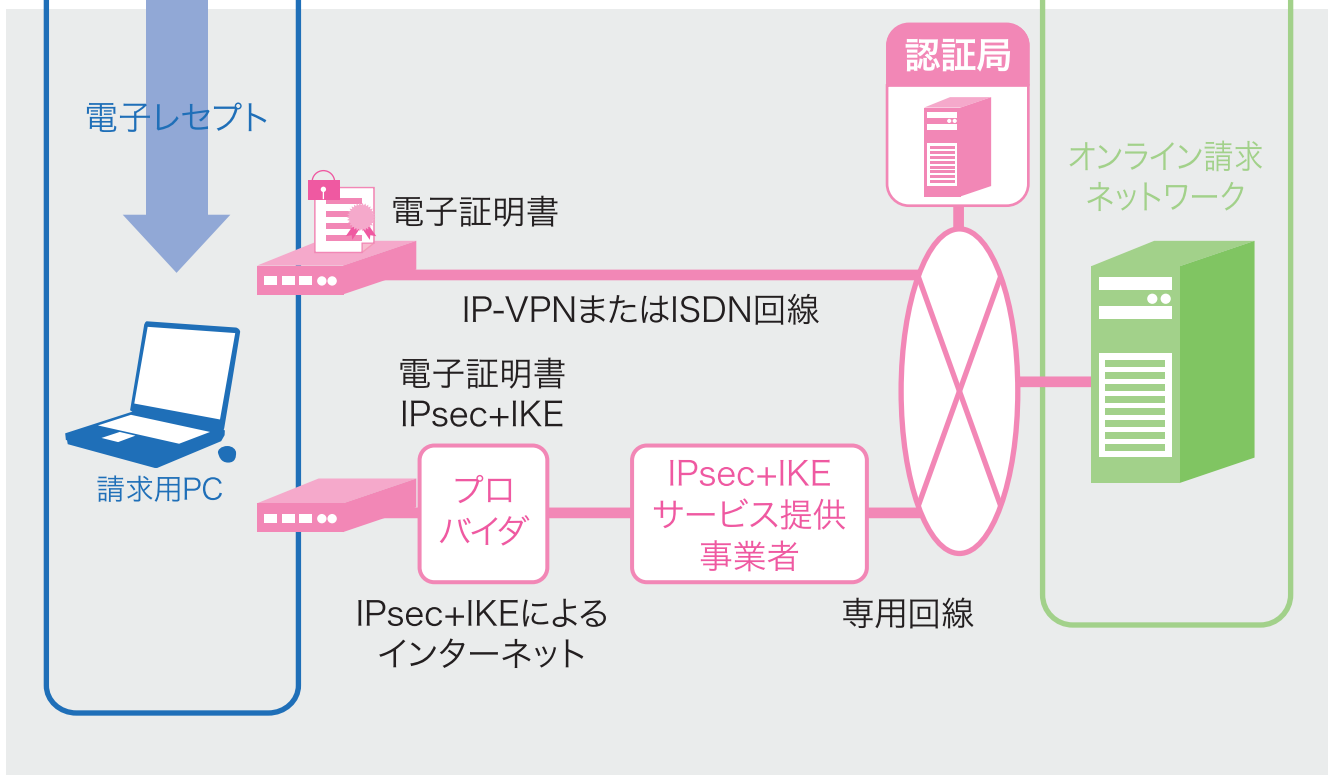 認証局
電子レセプト
オンライン請求
ネットワーク
電子証明書
IP-VPNまたはISDN回線
電子証明書
IPsec+IKE
請求用PC
プロ
バイダ
IPsec+IKE
サービス提供
事業者
IPsec+IKEによる
インターネット
専用回線